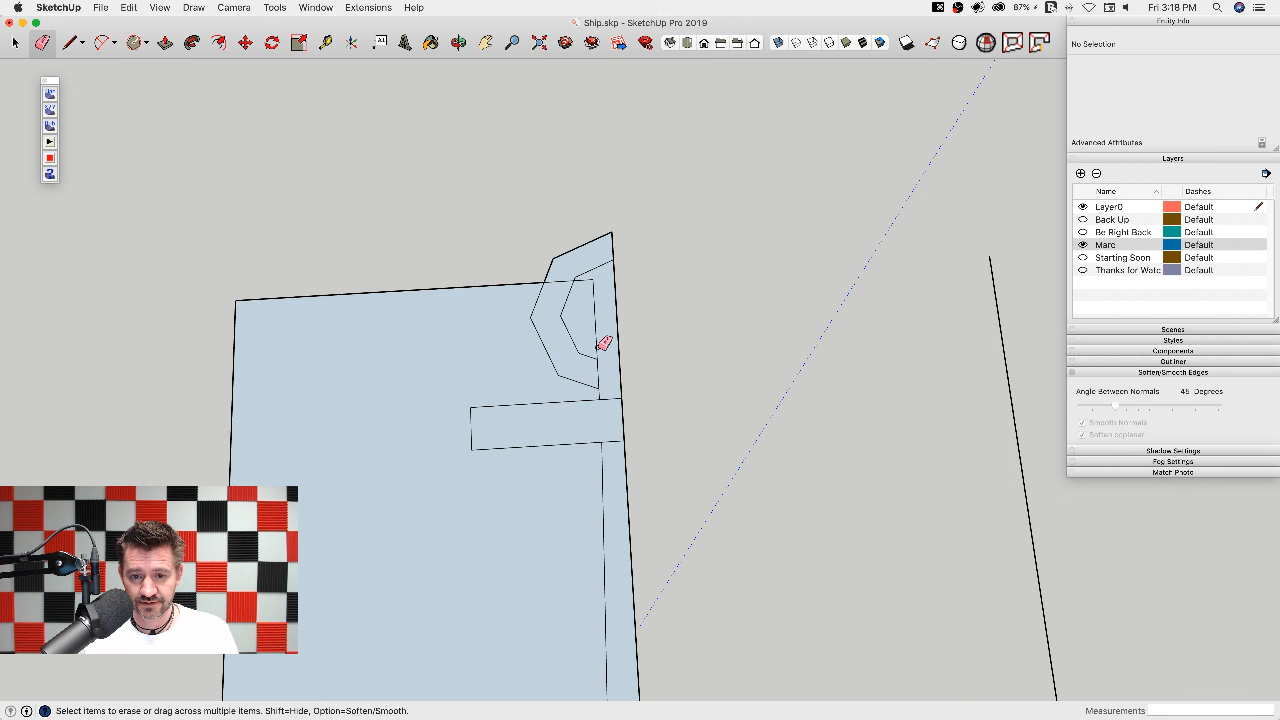 SketchUp File Edit View Draw Camera Tools Window Extensions Help
87% Fri 3:18 PM
Ship.skp - SketchUp Pro 2019
Entity Info
No Selection
Advanced Attributes
Layers
Name Dashes
Layer0 Default
Back Up Default
Be Right Back Default
Marc Default
Starting Soon Default
Thanks for Watc Default
Scenes
Styles
Components
Outliner
Soften/Smooth Edges
Angle Between Normals 45 Degrees
Smooth Normals
Soften coplanar
Shadow Settings
Fog Settings
Match Photo
Select items to erase or drag across multiple items. Shift=Hide, Option=Soften/Smooth.
Measurements